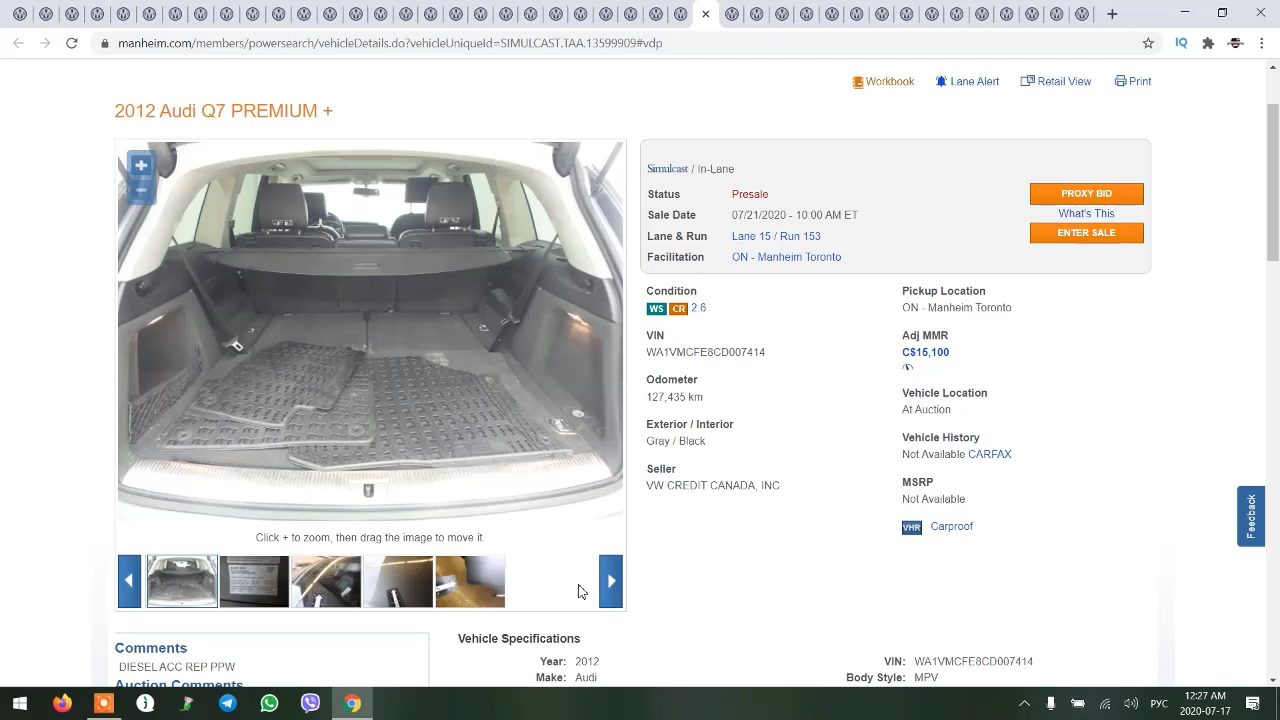 manheim.com/members/powersearch/vehicleDetails.do?vehicleUniqueId=SIMULCAST.TAA.13599909#vdp
IQ
Workbook
Lane Alert
Retail View
Print
2012 Audi Q7 PREMIUM +
Simulcast / In-Lane
Status Presale
PROXY BID
Sale Date 07/21/2020 - 10:00 AM ET
What's This
Lane & Run Lane 15 / Run 153
ENTER SALE
Facilitation ON - Manheim Toronto
Condition
WS CR 2.6
VIN
WA1VMCFE8CD007414
Odometer
127,435 km
Exterior / Interior
Gray / Black
Seller
VW CREDIT CANADA, INC
Pickup Location
ON - Manheim Toronto
Adj MMR
C$15,100
Vehicle Location
At Auction
Vehicle History
Not Available CARFAX
MSRP
Not Available
VHR Carproof
Feedback
Click + to zoom, then drag the image to move it.
Comments
DIESEL ACC REP PPW
Auction Comments
Vehicle Specifications
Year: 2012
VIN: WA1VMCFE8CD007414
Make: Audi
Body Style: MPV
РУС
12:27 AM
2020-07-17